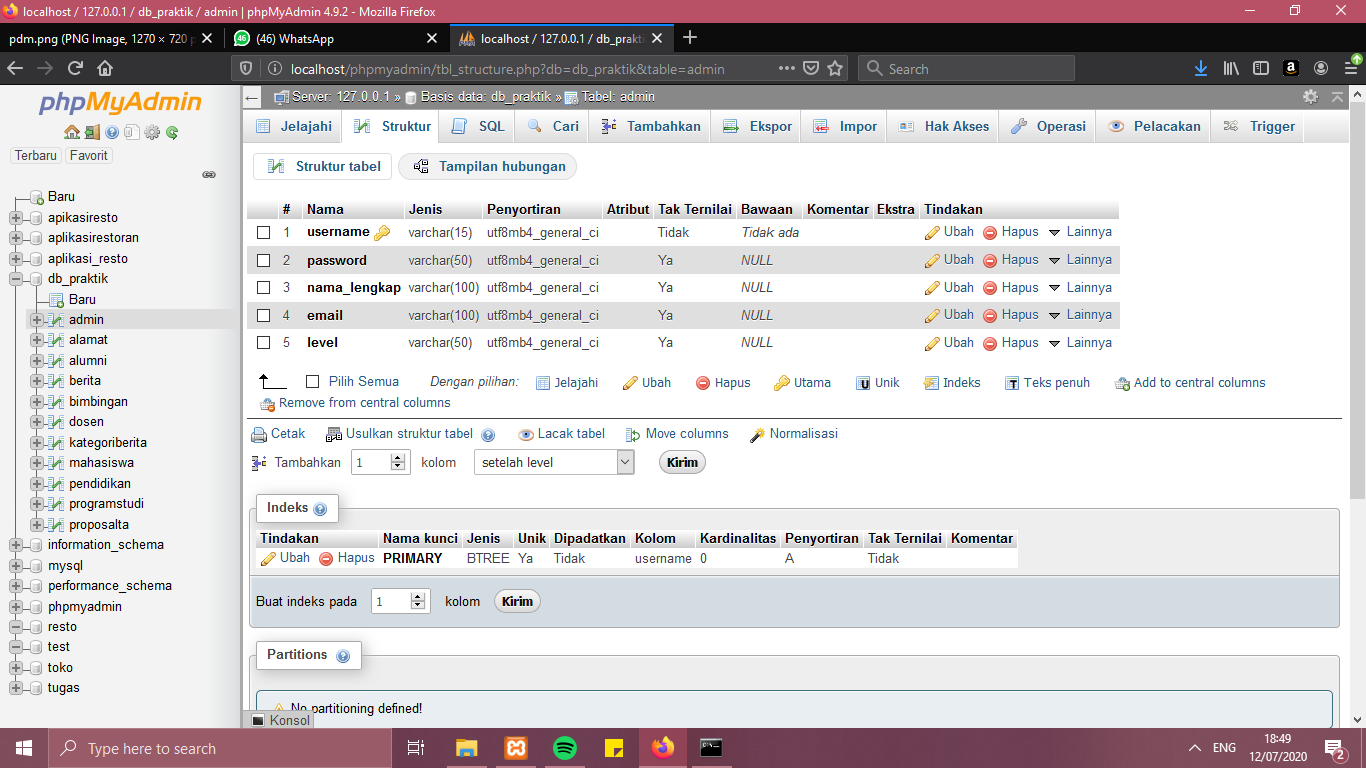 localhost / 127.0.0.1 / db_praktik / admin | phpMyAdmin 4.9.2 - Mozilla Firefox
pdm.png (PNG Image, 1270 × 720 p
(46) WhatsApp
localhost / 127.0.0.1 / db_prakt
localhost/phpmyadmin/tbl_structure.php?db=db_praktik&table=admin
Search
phpMyAdmin
Terbaru Favorit
Baru
apikasiresto
aplikasirestoran
aplikasi_resto
db_praktik
Baru
admin
alamat
alumni
berita
bimbingan
dosen
kategoriberita
mahasiswa
pendidikan
programstudi
proposalta
information_schema
mysql
performance_schema
phpmyadmin
resto
test
toko
tugas
Server: 127.0.0.1 » Basis data: db_praktik » Tabel: admin
Jelajahi Struktur SQL Cari Tambahkan Ekspor Impor Hak Akses Operasi Pelacakan Trigger
Struktur tabel Tampilan hubungan
# Nama Jenis Penyortiran Atribut Tak Ternilai Bawaan Komentar Ekstra Tindakan
1 username varchar(15) utf8mb4_general_ci Tidak Tidak ada Ubah Hapus Lainnya
2 password varchar(50) utf8mb4_general_ci Ya NULL Ubah Hapus Lainnya
3 nama_lengkap varchar(100) utf8mb4_general_ci Ya NULL Ubah Hapus Lainnya
4 email varchar(100) utf8mb4_general_ci Ya NULL Ubah Hapus Lainnya
5 level varchar(50) utf8mb4_general_ci Ya NULL Ubah Hapus Lainnya
Pilih Semua Dengan pilihan: Jelajahi Ubah Hapus Utama Unik Indeks Teks penuh Add to central columns
Remove from central columns
Cetak Usulkan struktur tabel Lacak tabel Move columns Normalisasi
Tambahkan 1 kolom setelah level Kirim
Indeks
Tindakan Nama kunci Jenis Unik Dipadatkan Kolom Kardinalitas Penyortiran Tak Ternilai Komentar
Ubah Hapus PRIMARY BTREE Ya Tidak username 0 A Tidak
Buat indeks pada 1 kolom Kirim
Partitions
No partitioning defined!
Konsol
Type here to search
ENG
18:49
12/07/2020
2